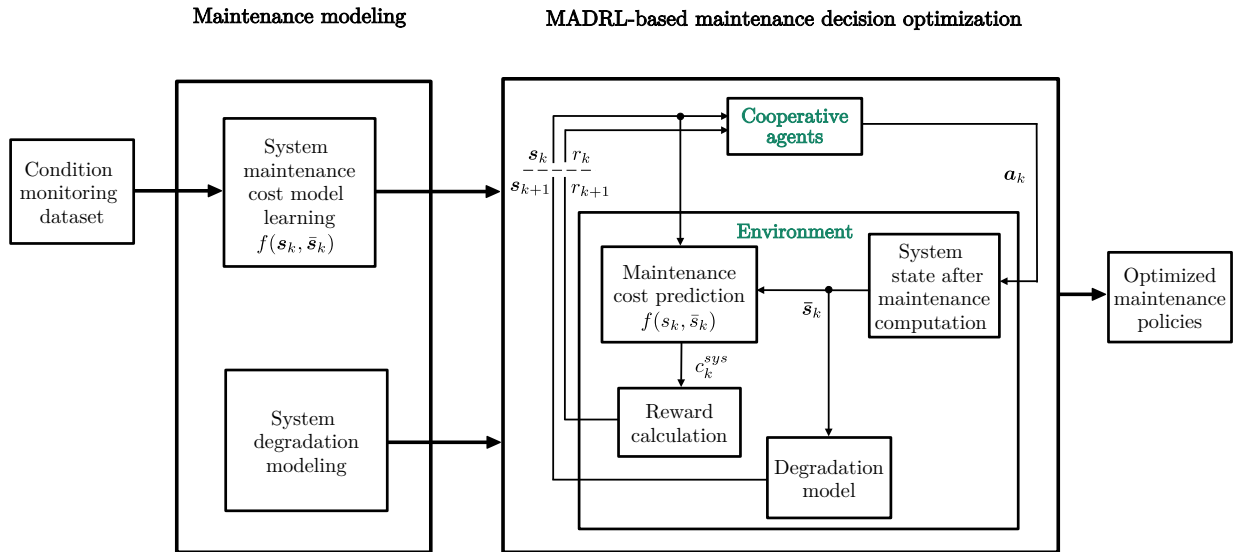 Maintenance modeling
MADRL-based maintenance decision optimization
Condition
monitoring
dataset
System
maintenance
cost model
learning
f(s_k, s̄_k)
System
degradation
modeling
Cooperative
agents
s_k
r_k
s_{k+1}
r_{k+1}
a_k
Environment
Maintenance
cost prediction
f(s_k, s̄_k)
s̄_k
System
state after
maintenance
computation
c_k^{sys}
Reward
calculation
Degradation
model
Optimized
maintenance
policies